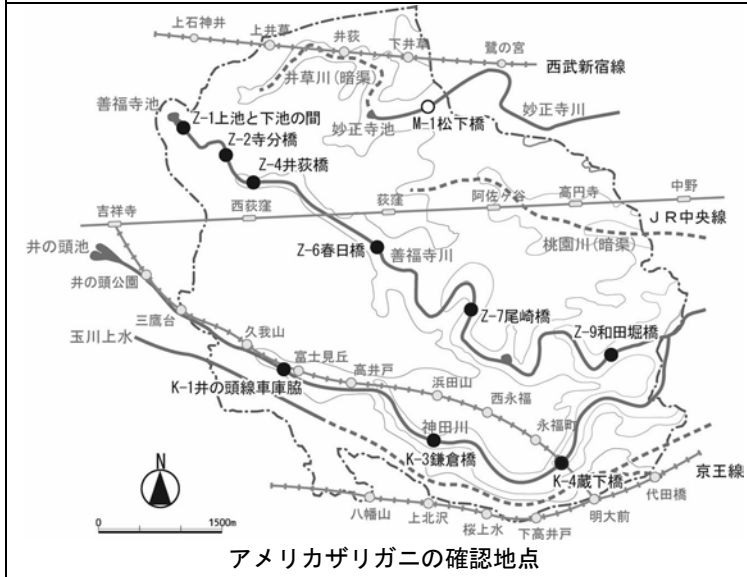 上石神井
上井草
井荻
下井草
鷺の宮
西武新宿線
井草川(暗渠)
善福寺池
妙正寺池
M-1松下橋
妙正寺川
Z-1上池と下池の間
Z-2寺分橋
Z-4井荻橋
吉祥寺
西荻窪
荻窪
阿佐ヶ谷
高円寺
中野
JR中央線
桃園川(暗渠)
井の頭池
井の頭公園
Z-6春日橋
善福寺川
三鷹台
Z-7尾崎橋
Z-9和田堀橋
玉川上水
久我山
富士見丘
高井戸
K-1井の頭線車庫脇
浜田山
西永福
永福町
神田川
K-3鎌倉橋
K-4蔵下橋
京王線
N
0
1500m
八幡山
上北沢
桜上水
下高井戸
明大前
代田橋
アメリカザリガニの確認地点